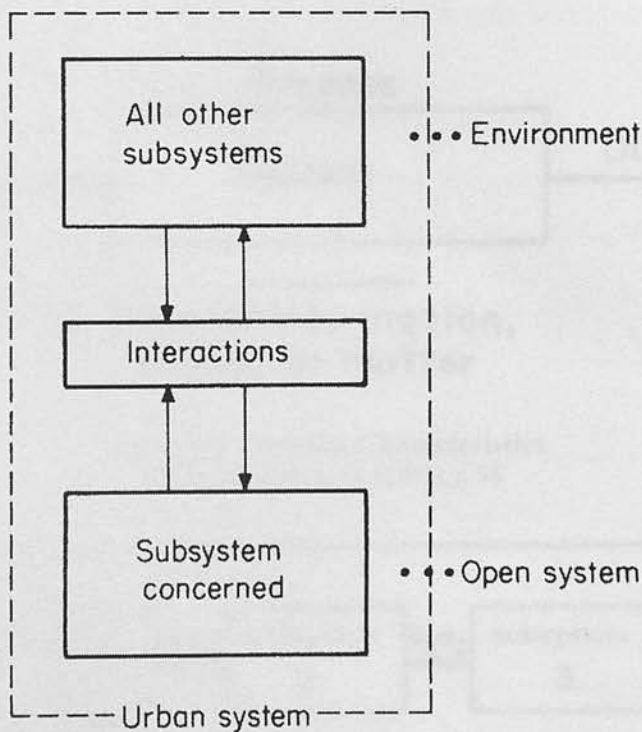 All other
subsystems
••• Environment
Interactions
Subsystem
concerned
••• Open system
Urban system